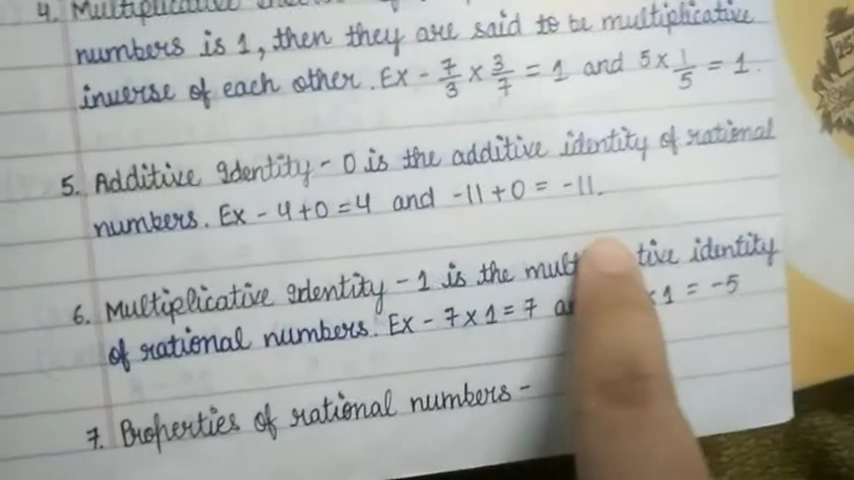 4. Multiplicative
numbers is 1, then they are said to be multiplicative
inverse of each other. Ex - 7/3 × 3/7 = 1 and 5 × 1/5 = 1.
5. Additive Identity - 0 is the additive identity of rational
numbers. Ex - 4+0 = 4 and -11+0 = -11.
6. Multiplicative Identity - 1 is the mult tive identity
of rational numbers. Ex - 7×1 = 7 ×1 = -5
7. Properties of rational numbers -